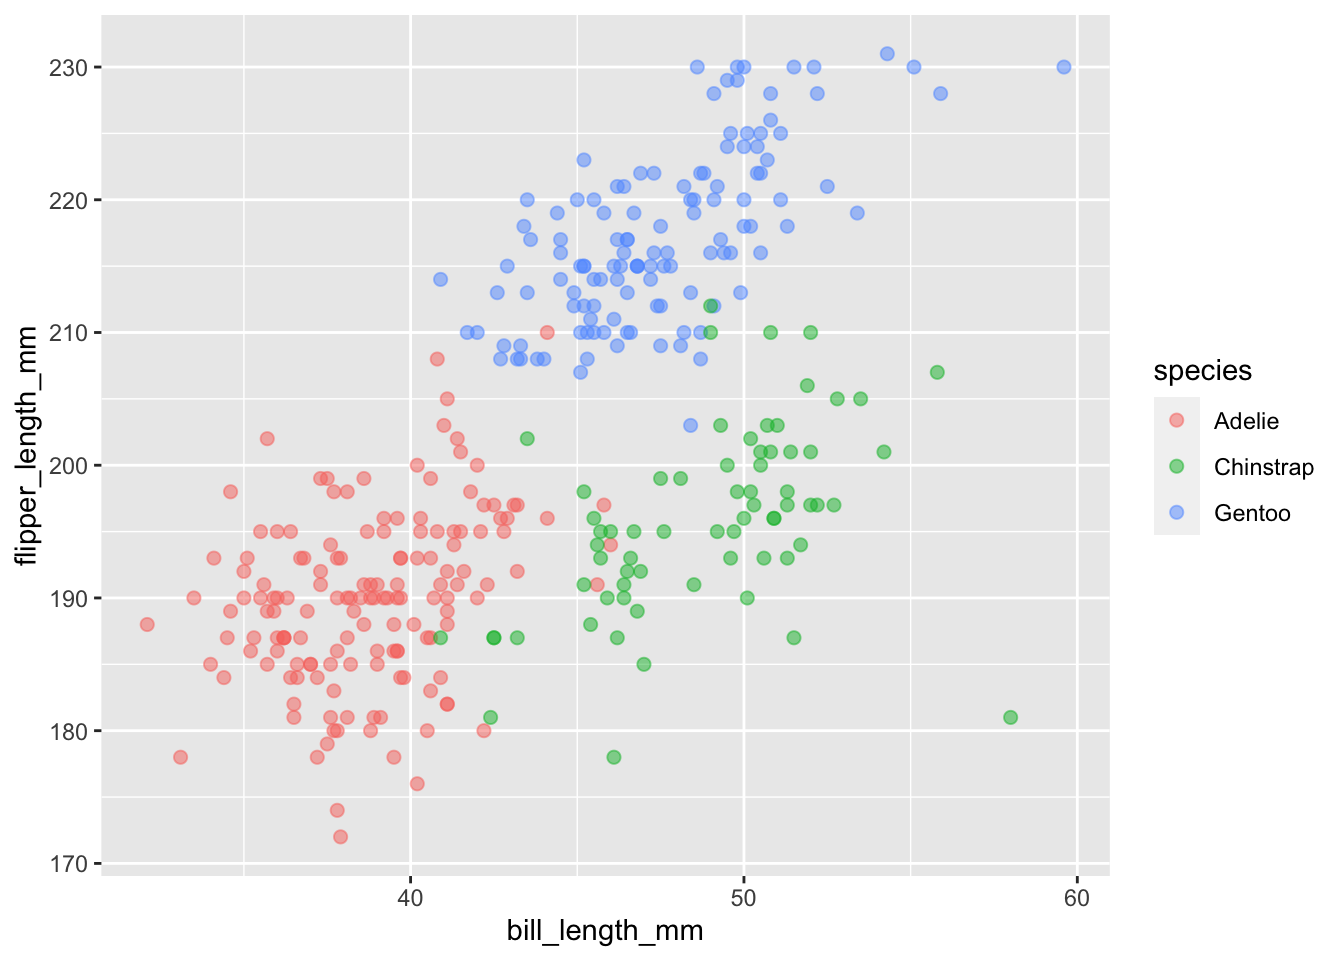 230
220
210
200
190
180
170
flipper_length_mm
40 50 60
bill_length_mm
species
Adelie
Chinstrap
Gentoo